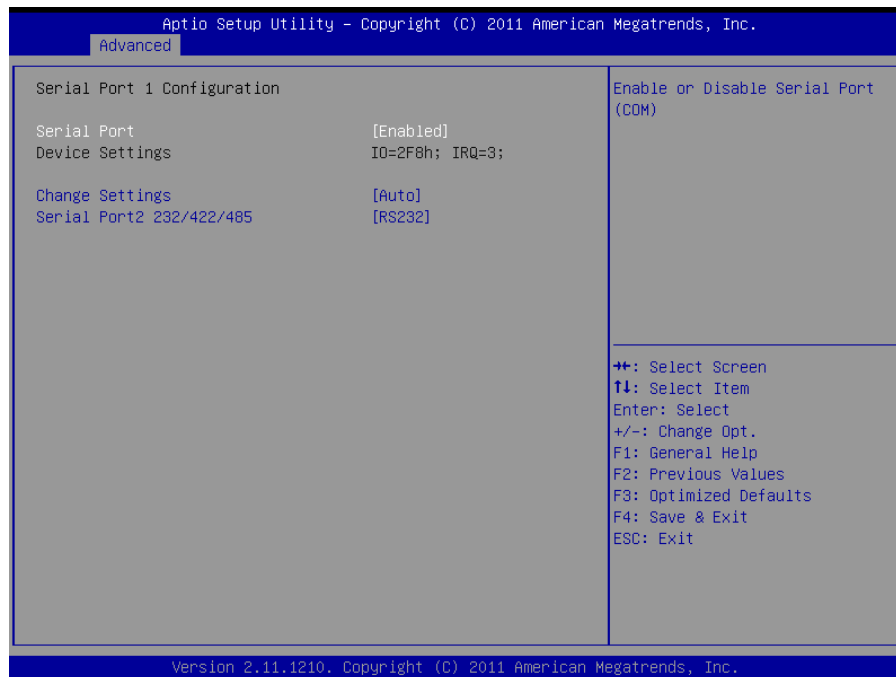 Aptio Setup Utility – Copyright (C) 2011 American Megatrends, Inc.
Advanced
Serial Port 1 Configuration
Serial Port [Enabled]
Device Settings IO=2F8h; IRQ=3;
Change Settings [Auto]
Serial Port2 232/422/485 [RS232]
Enable or Disable Serial Port
(COM)
→←: Select Screen
↑↓: Select Item
Enter: Select
+/-: Change Opt.
F1: General Help
F2: Previous Values
F3: Optimized Defaults
F4: Save & Exit
ESC: Exit
Version 2.11.1210. Copyright (C) 2011 American Megatrends, Inc.